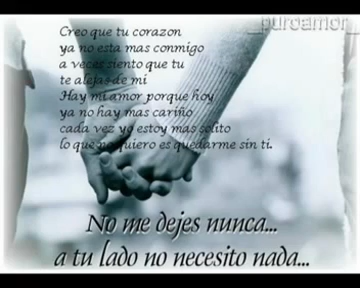 _puroamor_
Creo que tu corazon
ya no esta mas conmigo
a veces siento que tu
te alejas de mi
Hay mi amor porque hoy
ya no hay mas cariño
cada vez yo estoy mas solito
lo que no quiero es quedarme sin ti.
No me dejes nunca...
a tu lado no necesito nada...